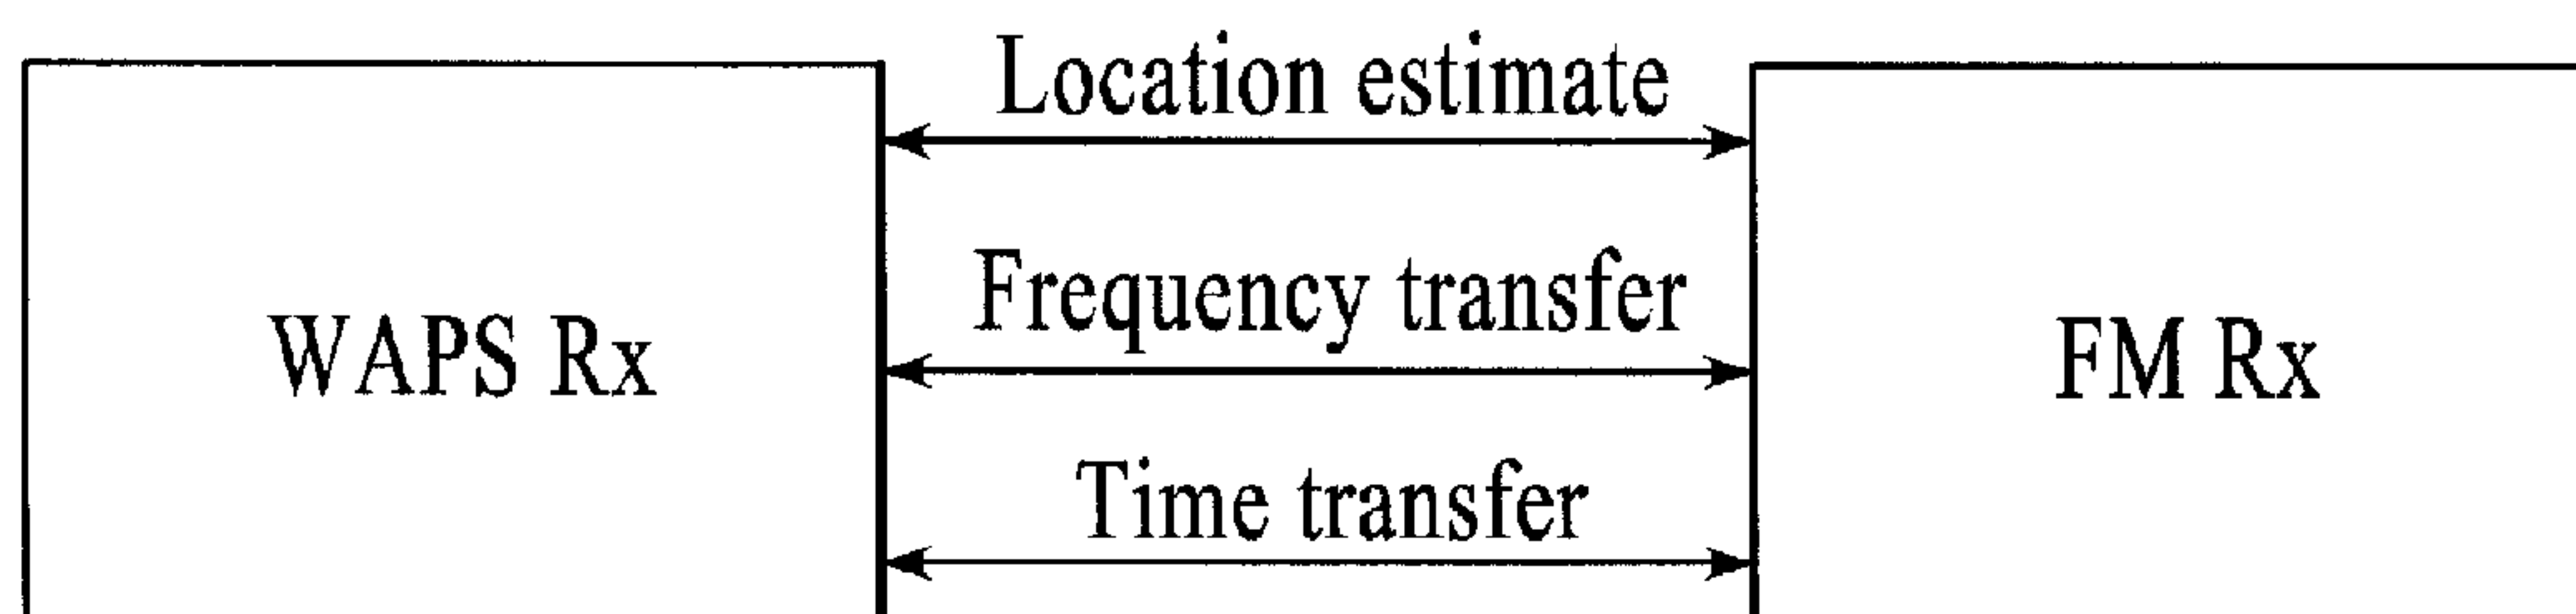 Location estimate
Frequency transfer
WAPS Rx
FM Rx
Time transfer